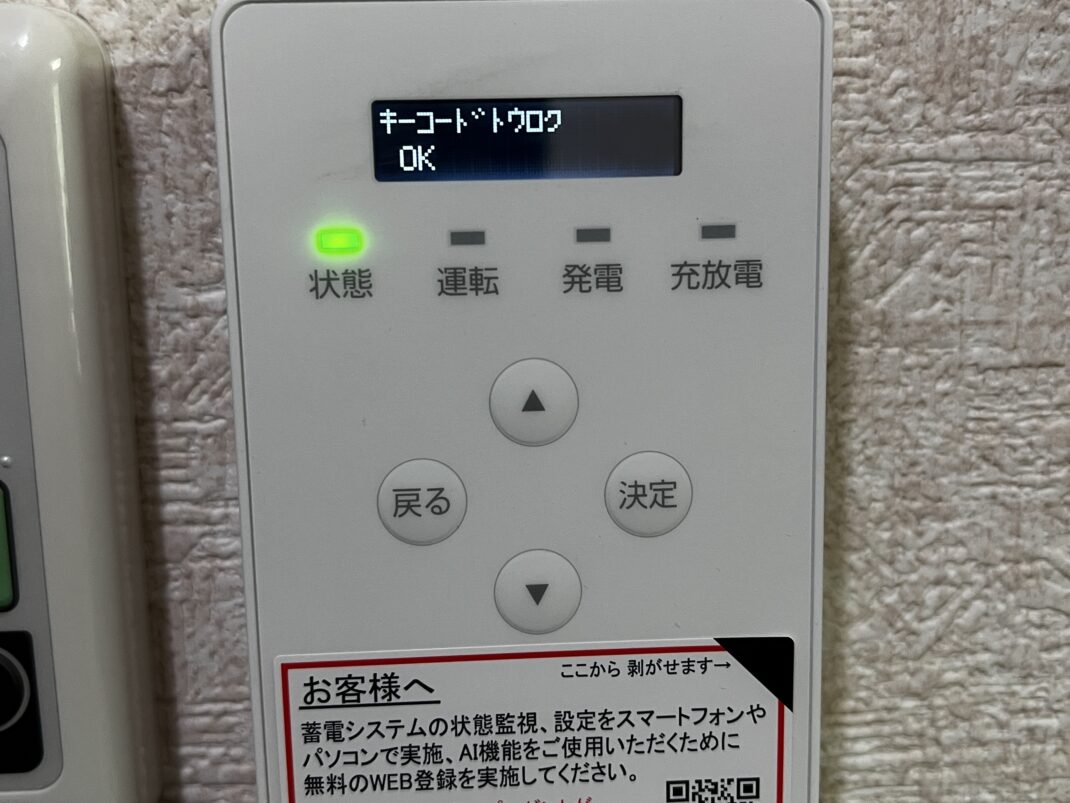 キーコードトウロク
OK
状態
運転
発電
充放電
▲
戻る
決定
▼
ここから 剥がせます→
お客様へ
蓄電システムの状態監視、設定をスマートフォンや
パソコンで実施、AI機能をご使用いただくために
無料のWEB登録を実施してください。